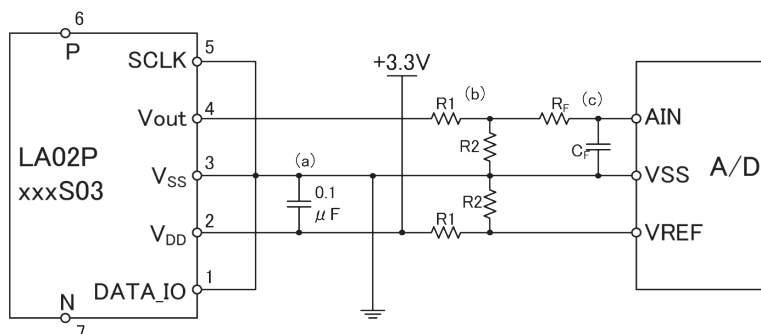 6
P
SCLK 5
+3.3V
Vout 4
R1 (b)
RF (c)
AIN
LA02P
xxxS03
R2
CF
VSS 3
(a)
0.1
μF
VSS
A/D
R2
VDD 2
R1
VREF
DATA_IO 1
N
7